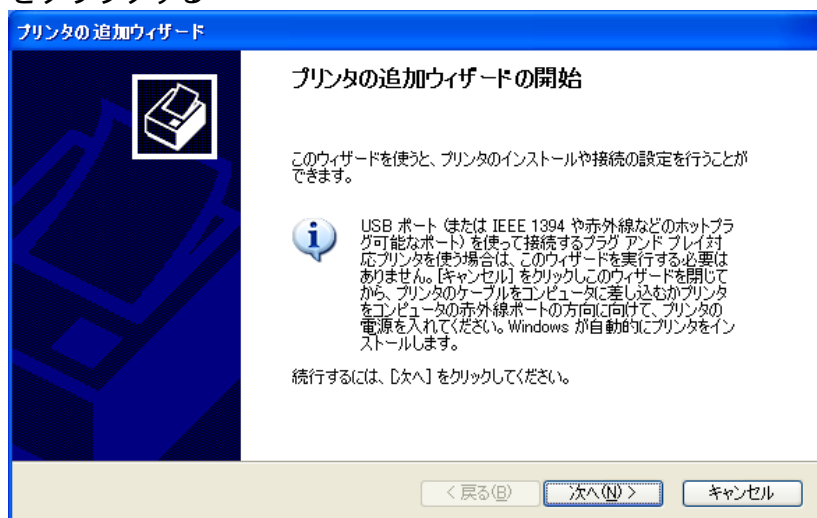 をクリックする
プリンタの追加ウィザード
プリンタの追加ウィザードの開始
このウィザードを使うと、プリンタのインストールや接続の設定を行うことが
できます。
USB ポート (または IEEE 1394 や赤外線などのホットプラ
グ可能なポート) を使って接続するプラグ アンド プレイ対
応プリンタを使う場合は、このウィザードを実行する必要は
ありません。[キャンセル] をクリックしこのウィザードを閉じて
から、プリンタのケーブルをコンピュータに差し込むかプリンタ
をコンピュータの赤外線ポートの方向に向けて、プリンタの
電源を入れてください。Windows が自動的にプリンタをイン
ストールします。
続行するには、[次へ] をクリックしてください。
< 戻る(B) 次へ(N) > キャンセル